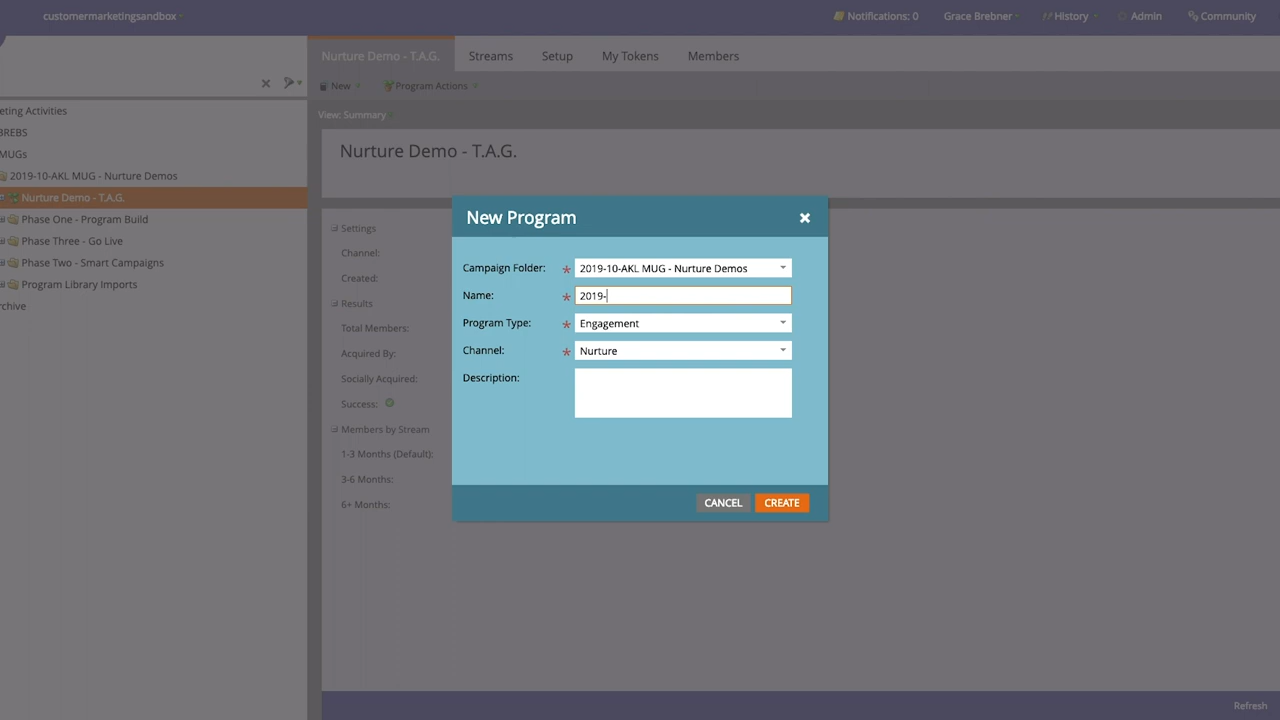 customermarketingsandbox
Notifications: 0
Grace Brebner
History
Admin
Community
Nurture Demo - T.A.G.
Streams
Setup
My Tokens
Members
New
Program Actions
View: Summary
eting Activities
BREBS
MUGs
2019-10-AKL MUG - Nurture Demos
Nurture Demo - T.A.G.
Phase One - Program Build
Phase Three - Go Live
Phase Two - Smart Campaigns
Program Library Imports
rchive
Nurture Demo - T.A.G.
Settings
Channel:
Created:
Results
Total Members:
Acquired By:
Socially Acquired:
Success:
Members by Stream
1-3 Months (Default):
3-6 Months:
6+ Months:
New Program
Campaign Folder: * 2019-10-AKL MUG - Nurture Demos
Name: * 2019-
Program Type: * Engagement
Channel: * Nurture
Description:
CANCEL
CREATE
Refresh